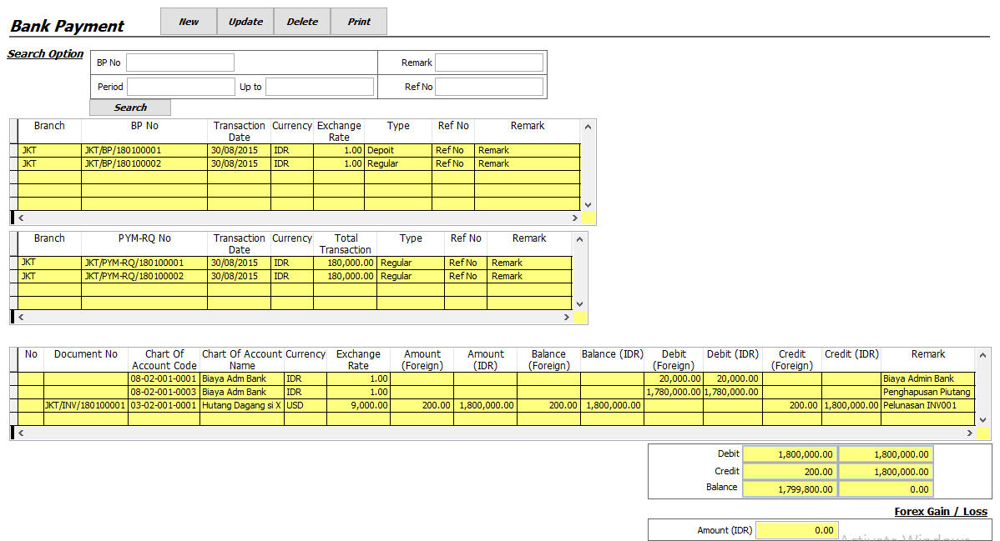 Bank Payment New Update Delete Print
Search Option
BP No Remark
Period Up to Ref No
Search
Branch BP No Transaction Date Currency Exchange Rate Type Ref No Remark
JKT JKT/BP/180100001 30/08/2015 IDR 1.00 Depoit Ref No Remark
JKT JKT/BP/180100002 30/08/2015 IDR 1.00 Regular Ref No Remark
Branch PYM-RQ No Transaction Date Currency Total Transaction Type Ref No Remark
JKT JKT/PYM-RQ/180100001 30/08/2015 IDR 180,000.00 Regular Ref No Remark
JKT JKT/PYM-RQ/180100002 30/08/2015 IDR 180,000.00 Regular Ref No Remark
No Document No Chart Of Account Code Chart Of Account Name Currency Exchange Rate Amount (Foreign) Amount (IDR) Balance (Foreign) Balance (IDR) Debit (Foreign) Debit (IDR) Credit (Foreign) Credit (IDR) Remark
08-02-001-0001 Biaya Adm Bank IDR 1.00 20,000.00 20,000.00 Biaya Admin Bank
08-02-001-0003 Biaya Adm Bank IDR 1.00 1,780,000.00 1,780,000.00 Penghapusan Piutang
JKT/INV/180100001 03-02-001-0001 Hutang Dagang si X USD 9,000.00 200.00 1,800,000.00 200.00 1,800,000.00 200.00 1,800,000.00 Pelunasan INV001
Debit 1,800,000.00 1,800,000.00
Credit 200.00 1,800,000.00
Balance 1,799,800.00 0.00
Forex Gain / Loss
Amount (IDR) 0.00
Activate Windows